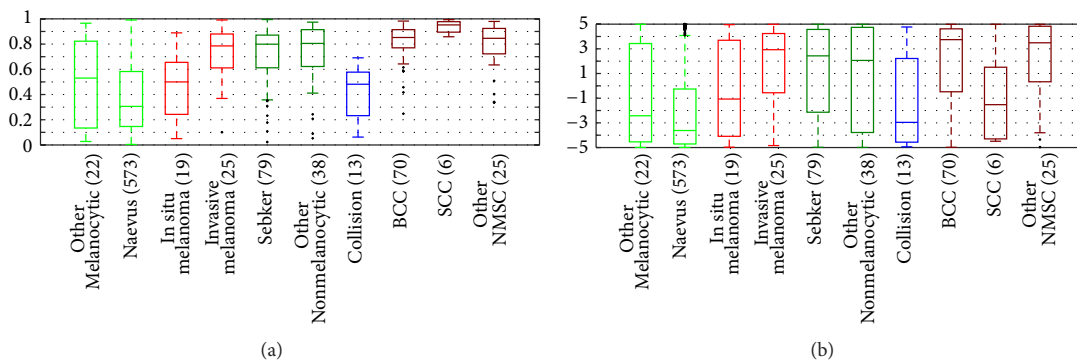 1
0.8
0.6
0.4
0.2
0
Other
Melanocytic (22)
Naevus (573)
In situ
melanoma (19)
Invasive
melanoma (25)
Sebker (79)
Other
Nonmelanocytic (38)
Collision (13)
BCC (70)
SCC (6)
Other
NMSC (25)
(a)
5
3
1
−1
−3
−5
Other
Melanocytic (22)
Naevus (573)
In situ
melanoma (19)
Invasive
melanoma (25)
Sebker (79)
Other
Nonmelanocytic (38)
Collision (13)
BCC (70)
SCC (6)
Other
NMSC (25)
(b)